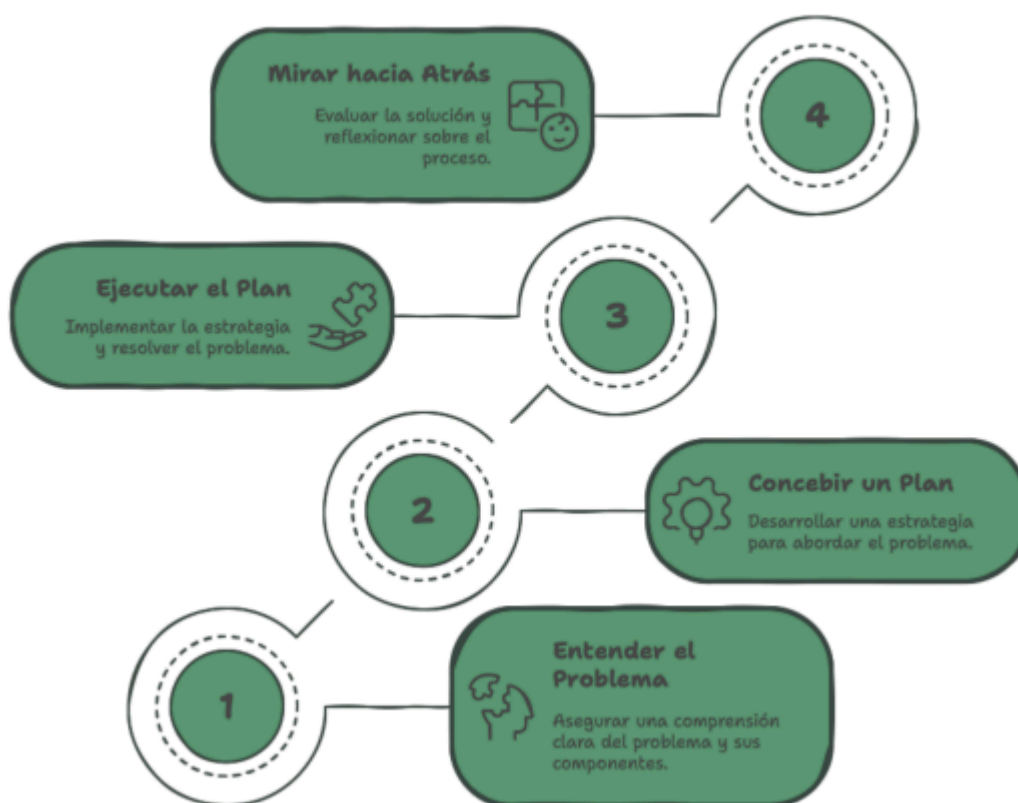 Mirar hacia Atrás
Evaluar la solución y
reflexionar sobre el
proceso.
4
Ejecutar el Plan
Implementar la estrategia
y resolver el problema.
3
2
Concebir un Plan
Desarrollar una estrategia
para abordar el problema.
1
Entender el
Problema
Asegurar una comprensión
clara del problema y sus
componentes.